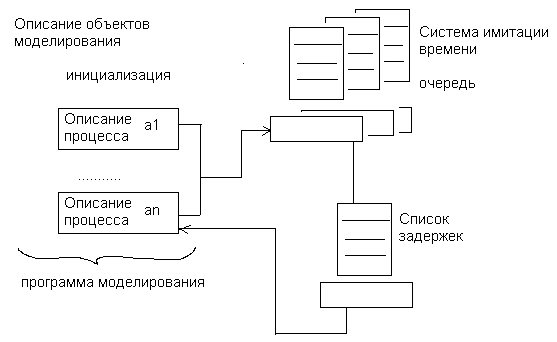 Описание объектов
моделирования
инициализация
Описание
процесса a1
...........
Описание
процесса an
программа моделирования
Система имитации
времени
очередь
Список
задержек